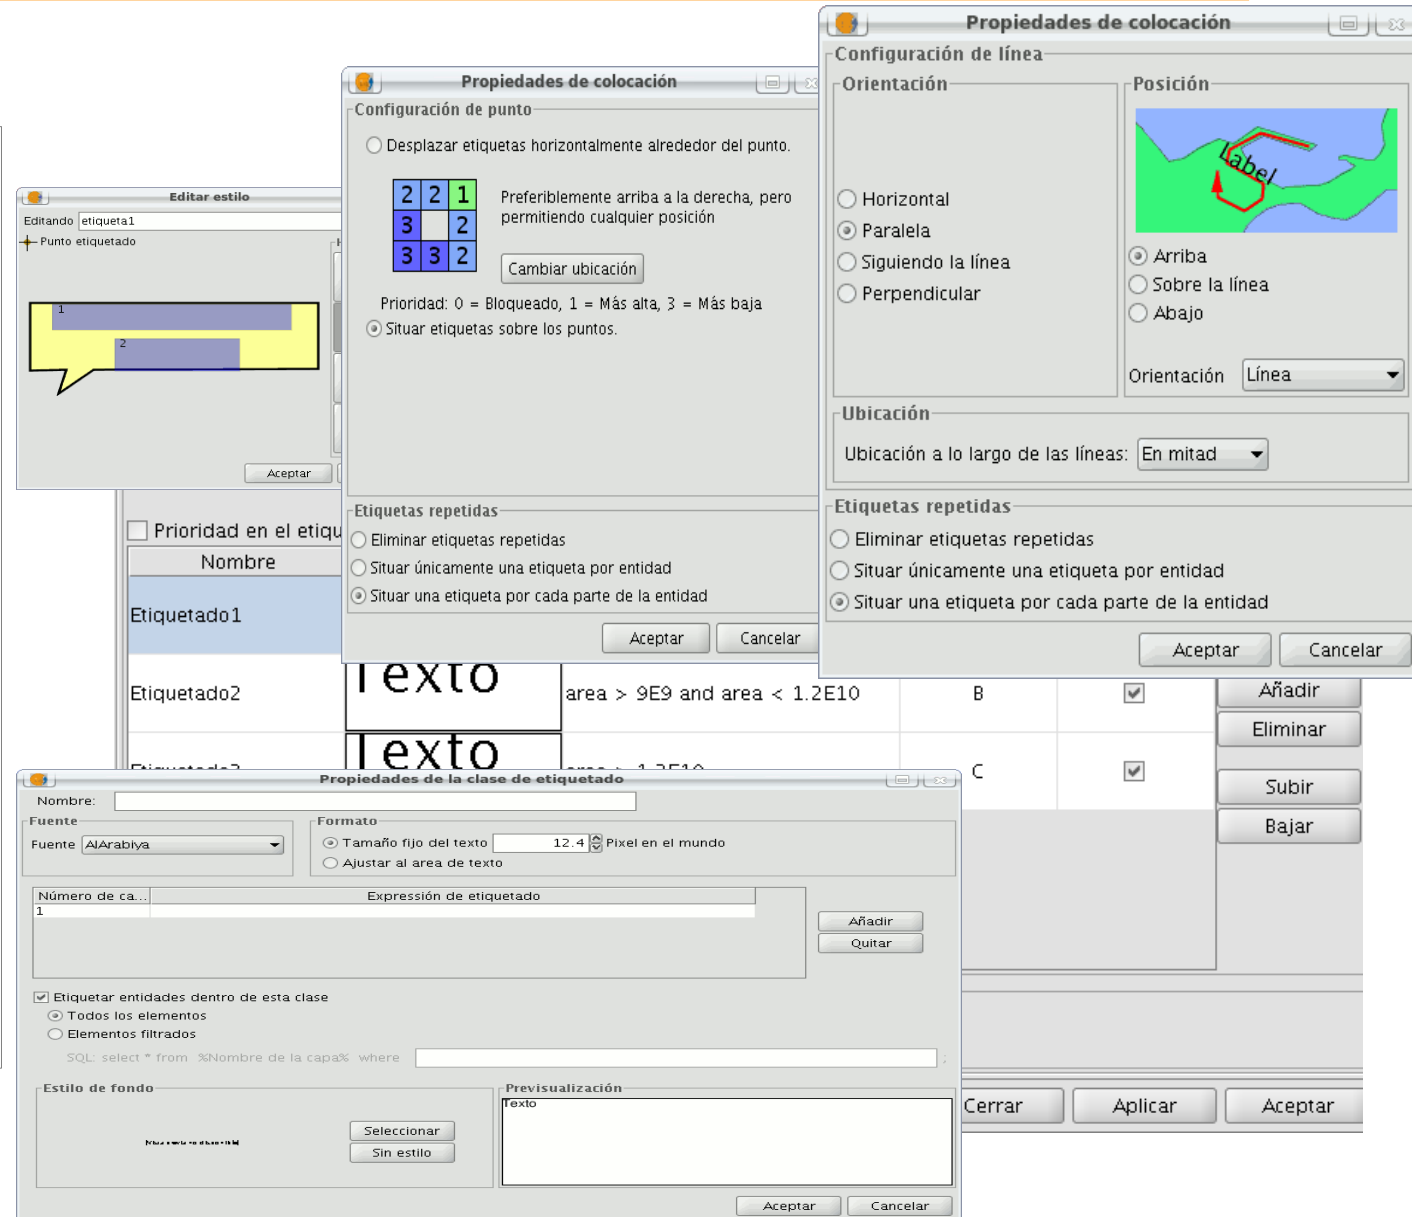 Propiedades de colocación
Configuración de línea
Orientación
Horizontal
Paralela
Siguiendo la línea
Perpendicular
Posición
Label
Arriba
Sobre la línea
Abajo
Orientación Línea
Ubicación
Ubicación a lo largo de las líneas: En mitad
Etiquetas repetidas
Eliminar etiquetas repetidas
Situar únicamente una etiqueta por entidad
Situar una etiqueta por cada parte de la entidad
Aceptar Cancelar
Propiedades de colocación
Configuración de punto
Desplazar etiquetas horizontalmente alrededor del punto.
2 2 1
3 2
3 3 2
Preferiblemente arriba a la derecha, pero
permitiendo cualquier posición
Cambiar ubicación
Prioridad: 0 = Bloqueado, 1 = Más alta, 3 = Más baja
Situar etiquetas sobre los puntos.
Etiquetas repetidas
Eliminar etiquetas repetidas
Situar únicamente una etiqueta por entidad
Situar una etiqueta por cada parte de la entidad
Aceptar Cancelar
Editar estilo
Editando etiqueta1
Punto etiquetado
1
2
Aceptar
Prioridad en el etiqu
Nombre
Etiquetado1
Etiquetado2 Texto area > 9E9 and area < 1.2E10 B
Texto C
Añadir
Eliminar
Subir
Bajar
Cerrar Aplicar Aceptar
Propiedades de la clase de etiquetado
Nombre:
Fuente
Fuente AlArabiya
Formato
Tamaño fijo del texto 12.4 Pixel en el mundo
Ajustar al area de texto
Número de ca... Expresión de etiquetado
1
Añadir
Quitar
Etiquetar entidades dentro de esta clase
Todos los elementos
Elementos filtrados
SQL: select * from %Nombre de la capa% where ;
Estilo de fondo
Seleccionar
Sin estilo
Previsualización
Texto
Aceptar Cancelar